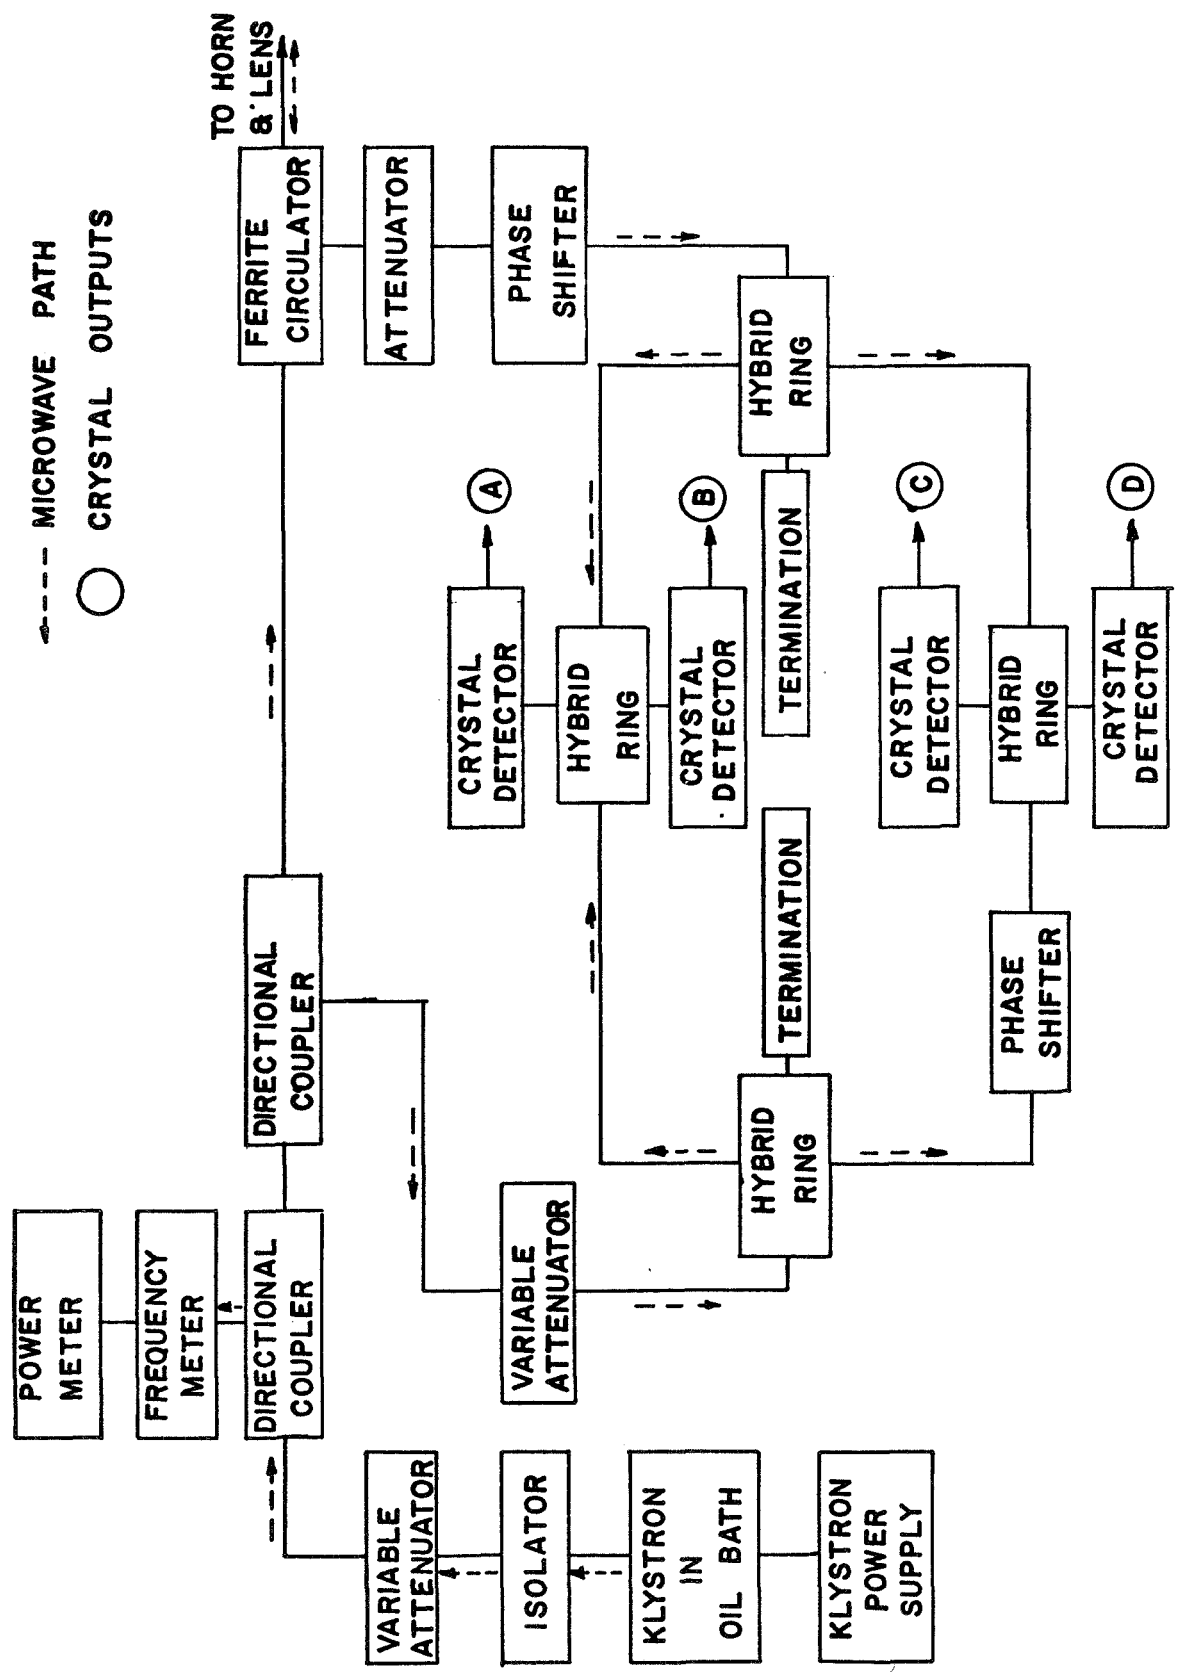 MICROWAVE PATH
CRYSTAL OUTPUTS
POWER
METER
FREQUENCY
METER
DIRECTIONAL
COUPLER
DIRECTIONAL
COUPLER
FERRITE
CIRCULATOR
TO HORN
& LENS
VARIABLE
ATTENUATOR
ISOLATOR
KLYSTRON
IN
OIL BATH
KLYSTRON
POWER
SUPPLY
VARIABLE
ATTENUATOR
ATTENUATOR
PHASE
SHIFTER
CRYSTAL
DETECTOR
A
HYBRID
RING
CRYSTAL
DETECTOR
B
HYBRID
RING
TERMINATION
TERMINATION
HYBRID
RING
CRYSTAL
DETECTOR
C
PHASE
SHIFTER
HYBRID
RING
CRYSTAL
DETECTOR
D